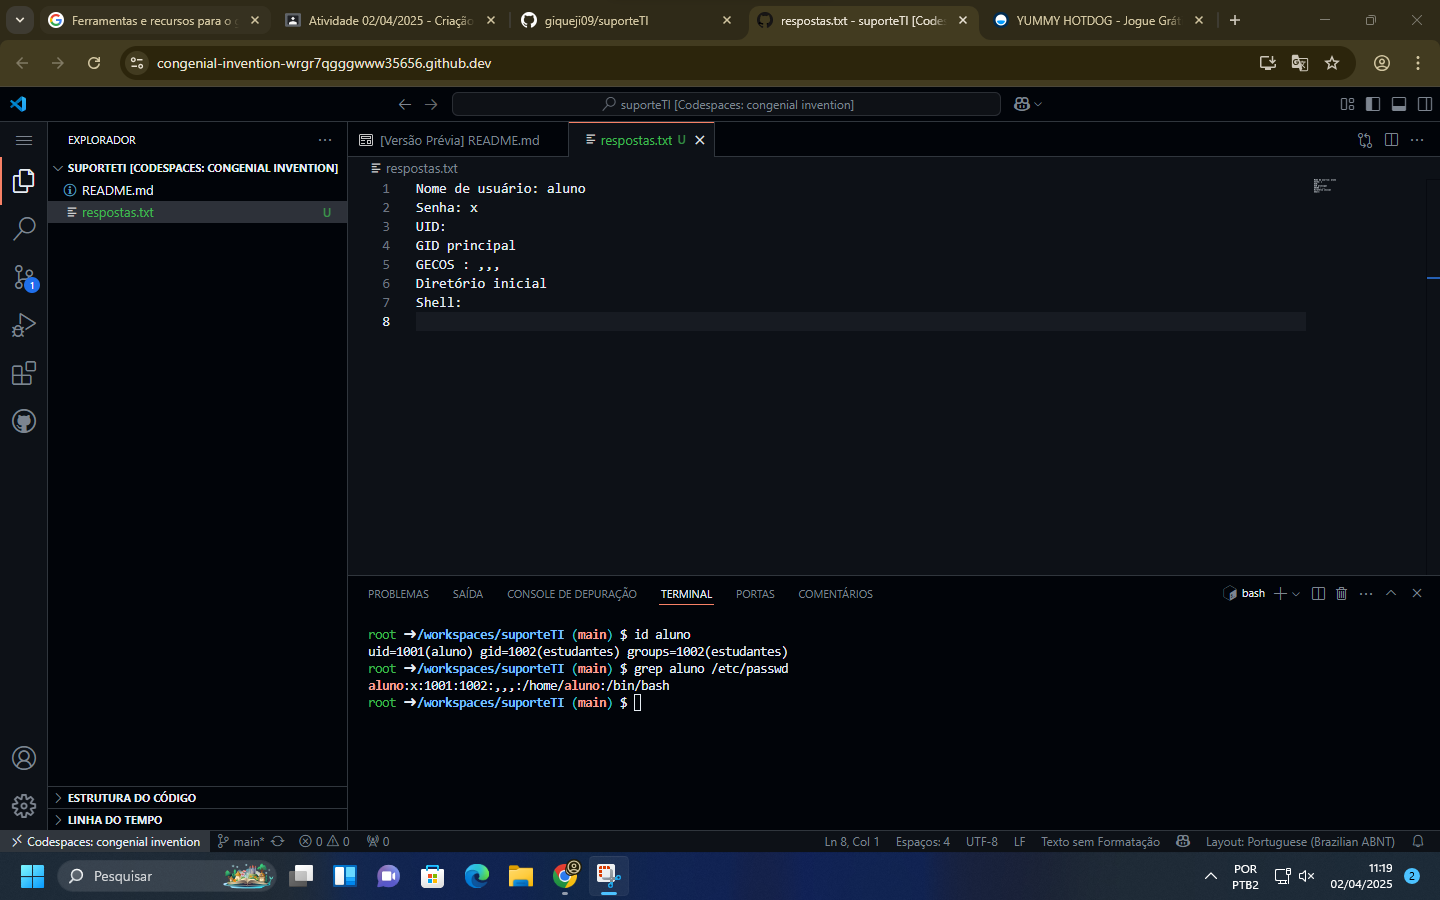 Ferramentas e recursos para o
Atividade 02/04/2025 - Criação
giqueji09/suporteTI
respostas.txt - suporteTI [Codes
YUMMY HOTDOG - Jogue Grát
congenial-invention-wrgr7qgggwww35656.github.dev
suporteTI [Codespaces: congenial invention]
EXPLORADOR
SUPORTETI [CODESPACES: CONGENIAL INVENTION]
README.md
respostas.txt U
1
[Versão Prévia] README.md
respostas.txt U
respostas.txt
1 Nome de usuário: aluno
2 Senha: x
3 UID:
4 GID principal
5 GECOS : ,,,
6 Diretório inicial
7 Shell:
8
PROBLEMAS SAÍDA CONSOLE DE DEPURAÇÃO TERMINAL PORTAS COMENTÁRIOS
bash
root ➜/workspaces/suporteTI (main) $ id aluno
uid=1001(aluno) gid=1002(estudantes) groups=1002(estudantes)
root ➜/workspaces/suporteTI (main) $ grep aluno /etc/passwd
aluno:x:1001:1002:,,,:/home/aluno:/bin/bash
root ➜/workspaces/suporteTI (main) $
ESTRUTURA DO CÓDIGO
LINHA DO TEMPO
Codespaces: congenial invention main* 0 0 0 Ln 8, Col 1 Espaços: 4 UTF-8 LF Texto sem Formatação Layout: Portuguese (Brazilian ABNT)
Pesquisar
POR
PTB2
11:19
02/04/2025
2